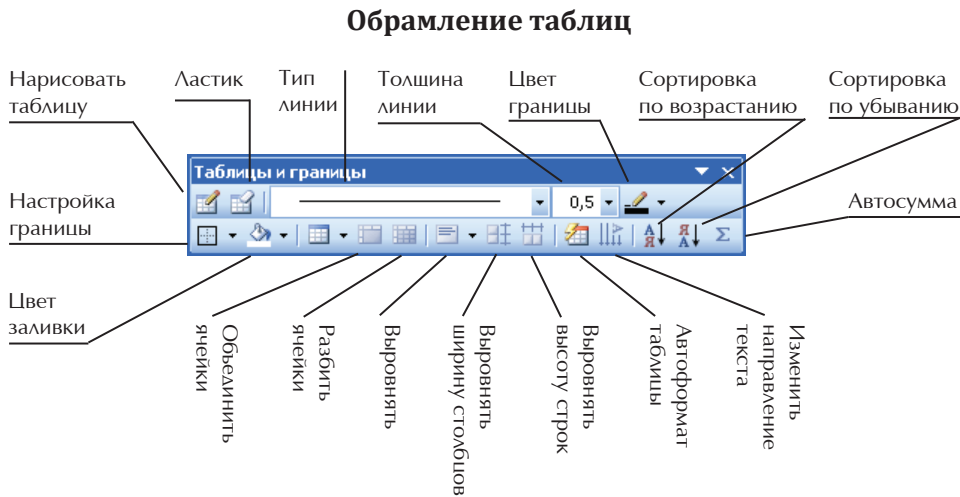 Обрамление таблиц
Нарисовать
таблицу
Ластик
Тип
линии
Толшина
линии
Цвет
границы
Сортировка
по возрастанию
Сортировка
по убыванию
Таблицы и границы
0,5
Настройка
границы
Автосумма
А
Я
Я
А
Σ
Цвет
заливки
Объединить
ячейки
Разбить
ячейки
Выровнять
Выровнять
ширину столбцов
Выровнять
высоту строк
Автоформат
таблицы
Изменить
направление
текста